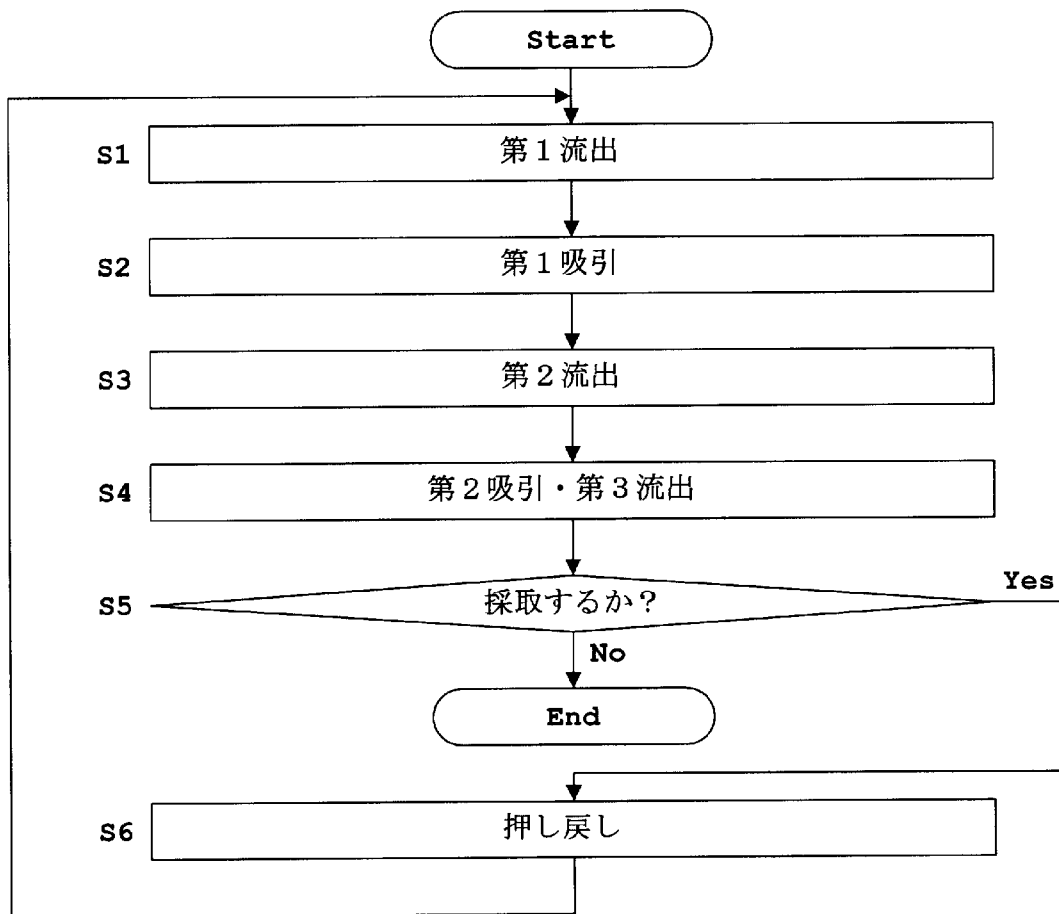 Start
S1 第1流出
S2 第1吸引
S3 第2流出
S4 第2吸引・第3流出
S5 採取するか？ Yes
No
End
S6 押し戻し